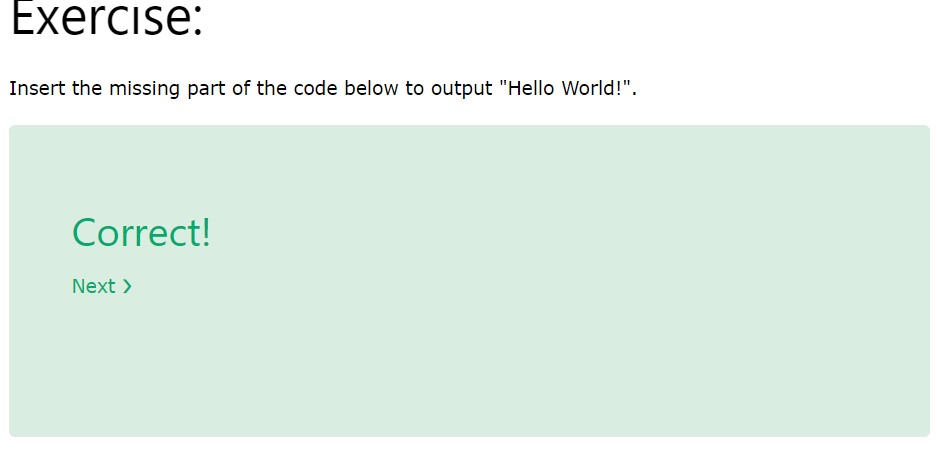 Exercise:
Insert the missing part of the code below to output "Hello World!".
Correct!
Next ❯